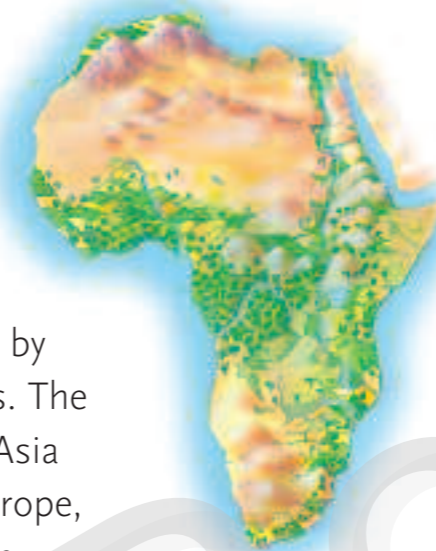 by
s. The
Asia
rope,